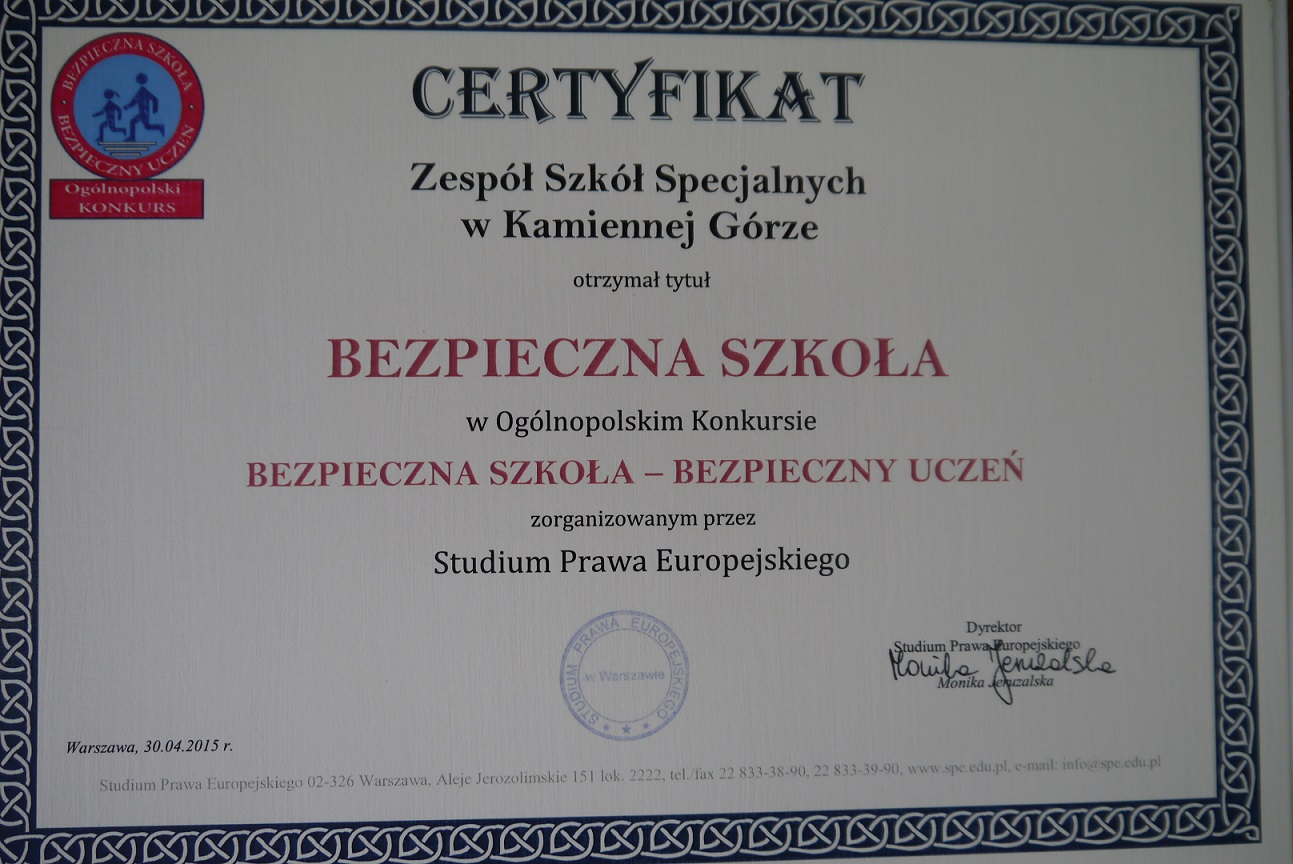 BEZPIECZNA SZKOŁA
BEZPIECZNY UCZEŃ
Ogólnopolski
KONKURS
CERTYFIKAT
Zespół Szkół Specjalnych
w Kamiennej Górze
otrzymał tytuł
BEZPIECZNA SZKOŁA
w Ogólnopolskim Konkursie
BEZPIECZNA SZKOŁA – BEZPIECZNY UCZEŃ
zorganizowanym przez
Studium Prawa Europejskiego
STUDIUM PRAWA EUROPEJSKIEGO
w Warszawie
Dyrektor
Studium Prawa Europejskiego
Monika Jeruzalska
Monika Jeruzalska
Warszawa, 30.04.2015 r.
Studium Prawa Europejskiego 02-326 Warszawa, Aleje Jerozolimskie 151 lok. 2222, tel./fax 22 833-38-90, 22 833-39-90, www.spe.edu.pl, e-mail: info@spe.edu.pl